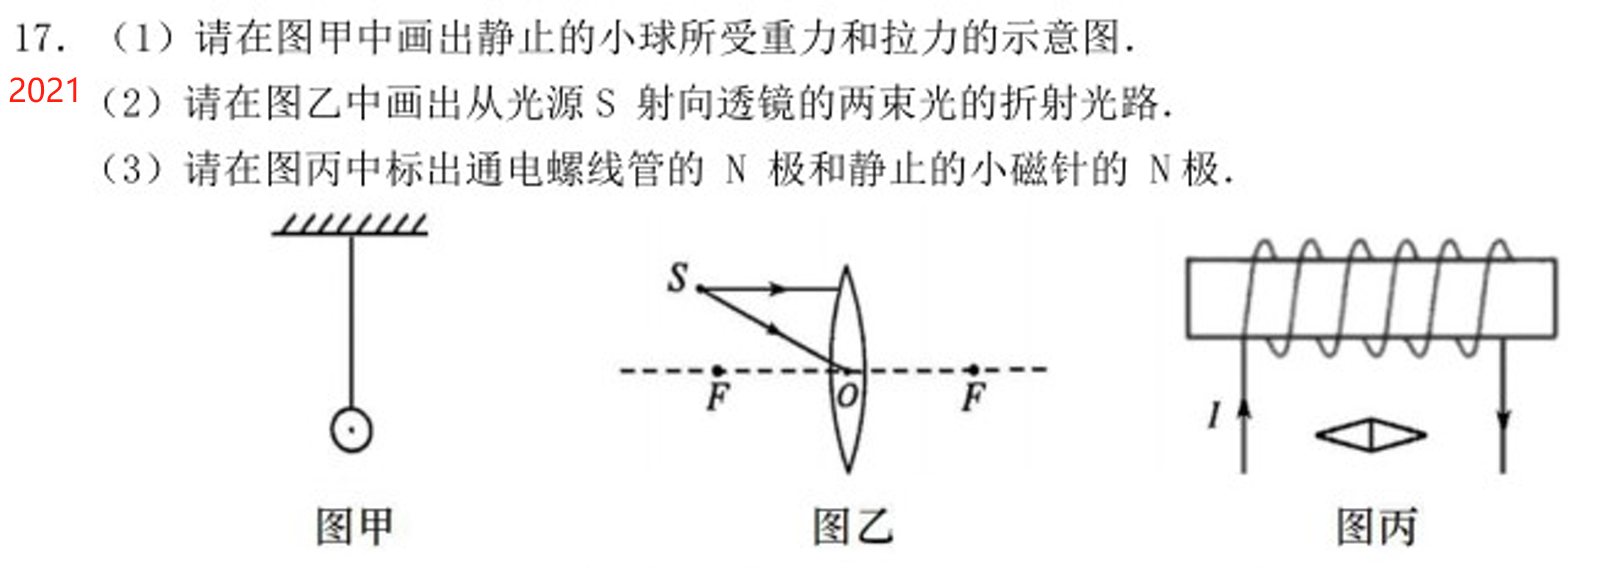 17. （1）请在图甲中画出静止的小球所受重力和拉力的示意图.
2021
（2）请在图乙中画出从光源 S 射向透镜的两束光的折射光路.
（3）请在图丙中标出通电螺线管的 N 极和静止的小磁针的 N 极.
S
F O F
I
图甲 图乙 图丙